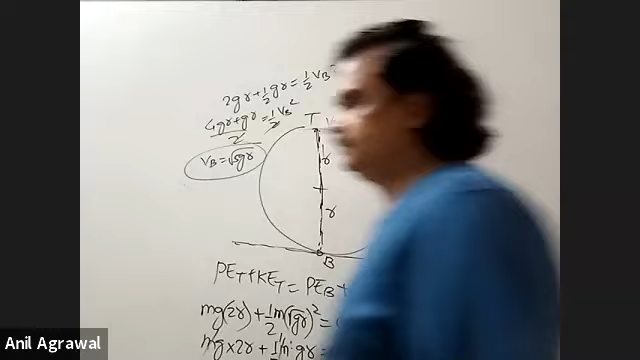 2gr + 1/2 gr = 1/2 VB
(4gr + gr)/2 = 1/2 VB²
VB = √5gr
T V
r
r
B
PET + KET = PEB +
mg(2r) + 1/2 m(√gr)² =
mg×2r + 1/2 m · gr =
Anil Agrawal